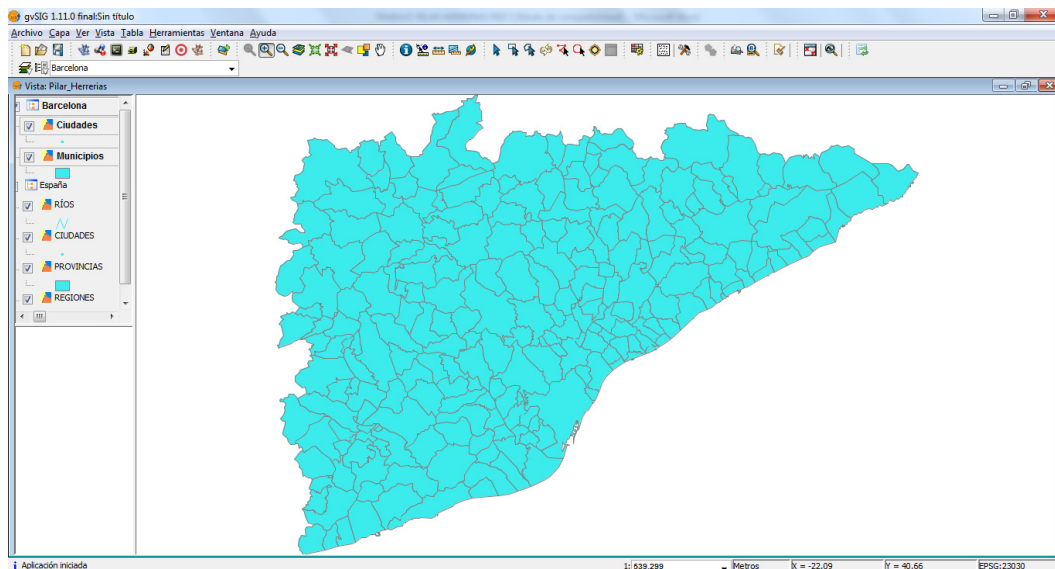 gvSIG 1.11.0 final:Sin título
Archivo Capa Ver Vista Tabla Herramientas Ventana Ayuda
Barcelona
Vista: Pilar_Herrerias
Barcelona
Ciudades
Municipios
España
RÍOS
CIUDADES
PROVINCIAS
REGIONES
Aplicación iniciada
1: 539.299
Metros
X = -22.09
Y = 40.66
EPSG:23030